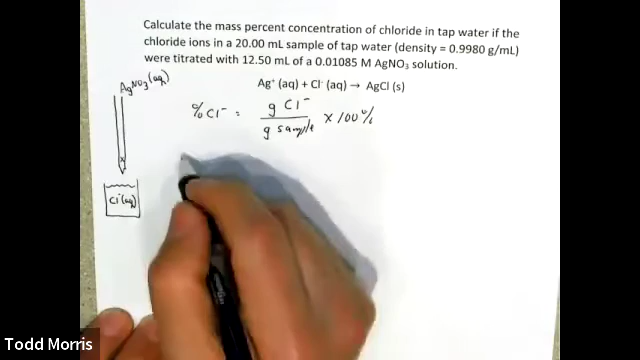 Calculate the mass percent concentration of chloride in tap water if the
chloride ions in a 20.00 mL sample of tap water (density = 0.9980 g/mL)
were titrated with 12.50 mL of a 0.01085 M AgNO₃ solution.
AgNO₃(aq)
Ag⁺ (aq) + Cl⁻ (aq) → AgCl (s)
% Cl⁻ = g Cl⁻ / g sample × 100%
Cl⁻(aq)
Todd Morris